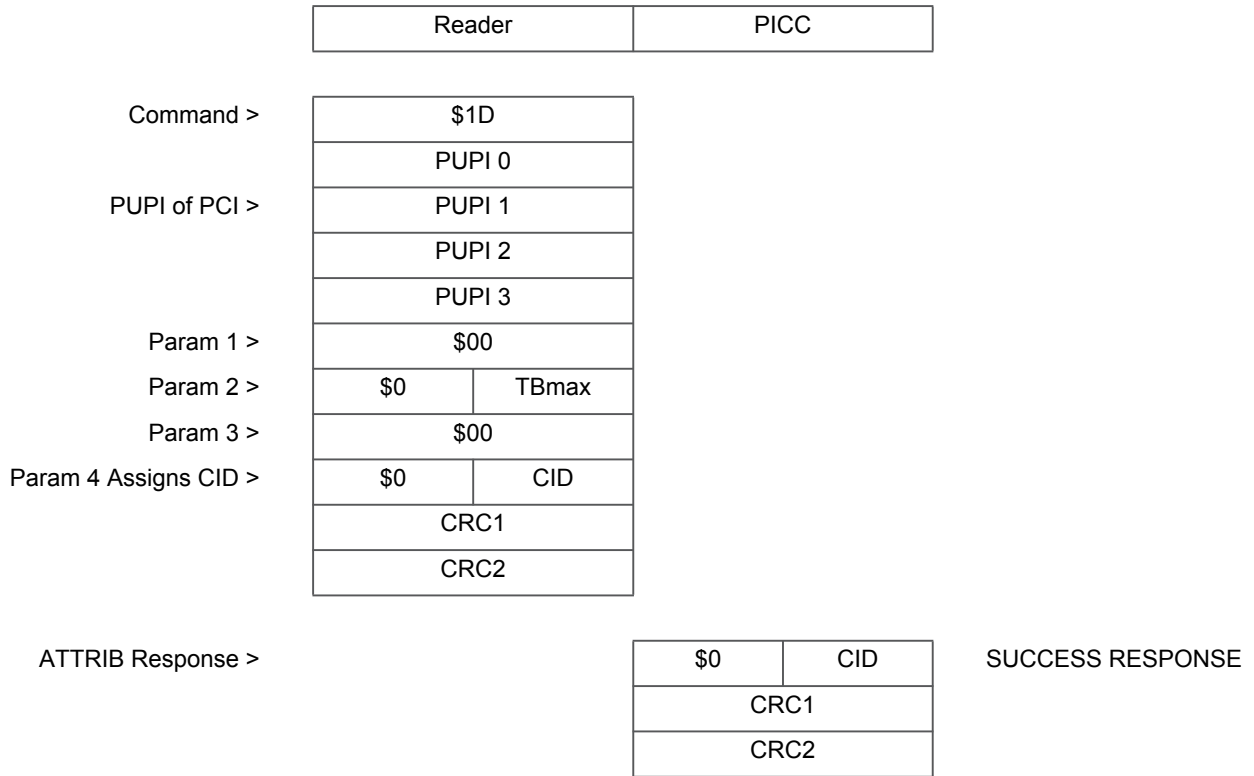 Reader PICC
Command > $1D
PUPI 0
PUPI of PCI > PUPI 1
PUPI 2
PUPI 3
Param 1 > $00
Param 2 > $0 TBmax
Param 3 > $00
Param 4 Assigns CID > $0 CID
CRC1
CRC2
ATTRIB Response > $0 CID SUCCESS RESPONSE
CRC1
CRC2